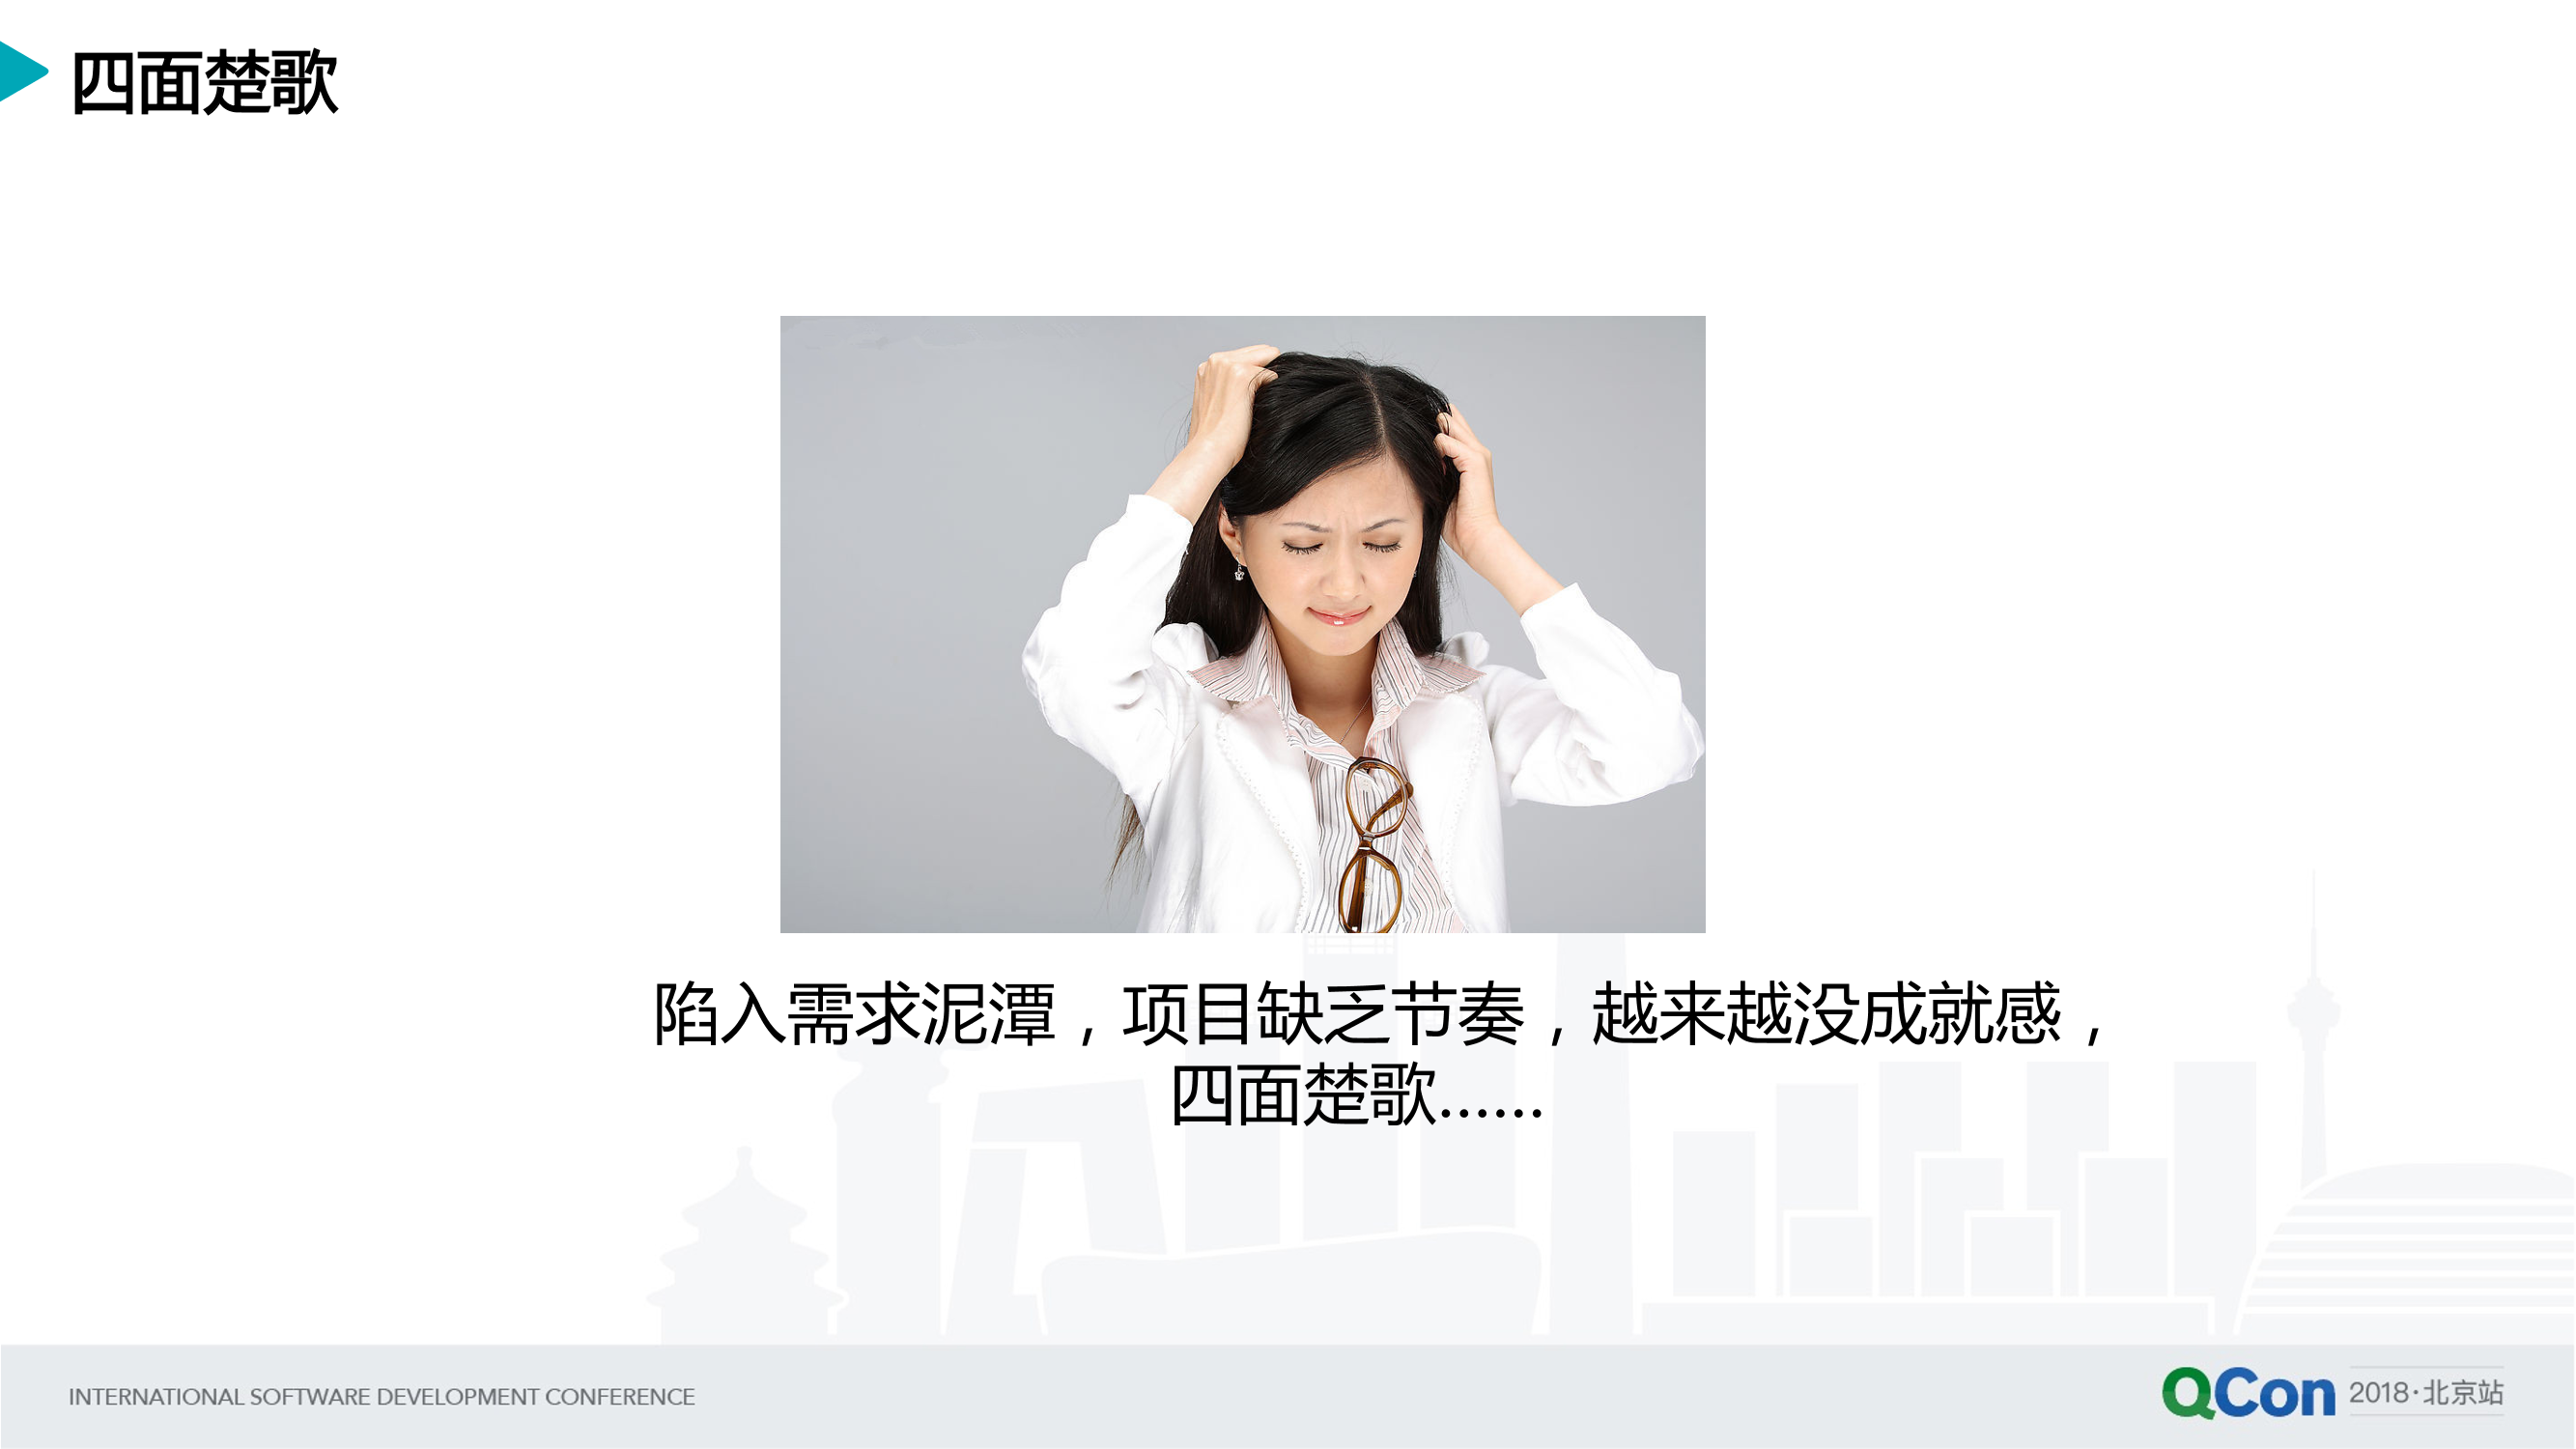 四面楚歌
陷入需求泥潭，项目缺乏节奏，越来越没成就感，
四面楚歌……
INTERNATIONAL SOFTWARE DEVELOPMENT CONFERENCE
QCon 2018·北京站